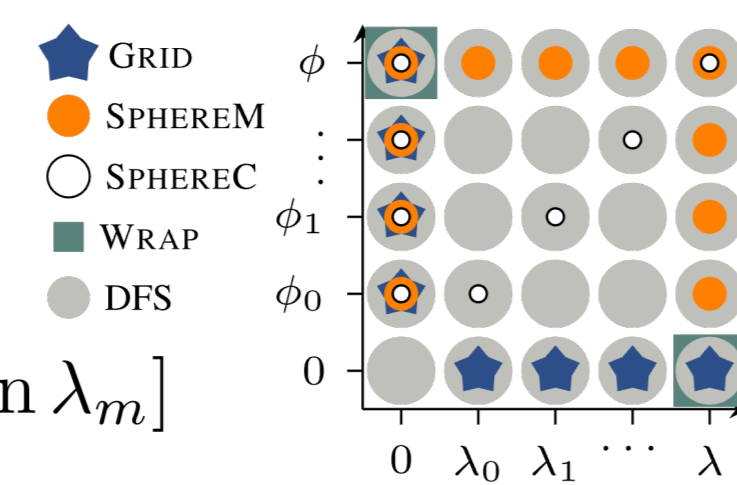 GRID
SPHEREM
SPHEREC
WRAP
DFS
n λₘ]
ϕ
⋮
ϕ₁
ϕ₀
0
0 λ₀ λ₁ ⋯ λ